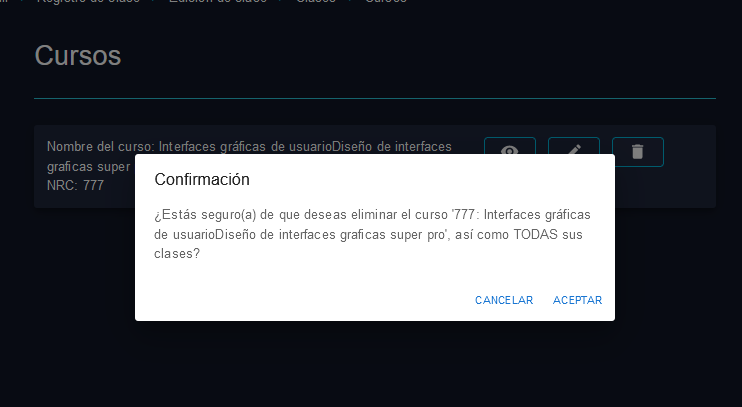 Cursos
Nombre del curso: Interfaces gráficas de usuarioDiseño de interfaces
graficas super
NRC: 777
Confirmación
¿Estás seguro(a) de que deseas eliminar el curso '777: Interfaces gráficas
de usuarioDiseño de interfaces graficas super pro', así como TODAS sus
clases?
CANCELAR ACEPTAR